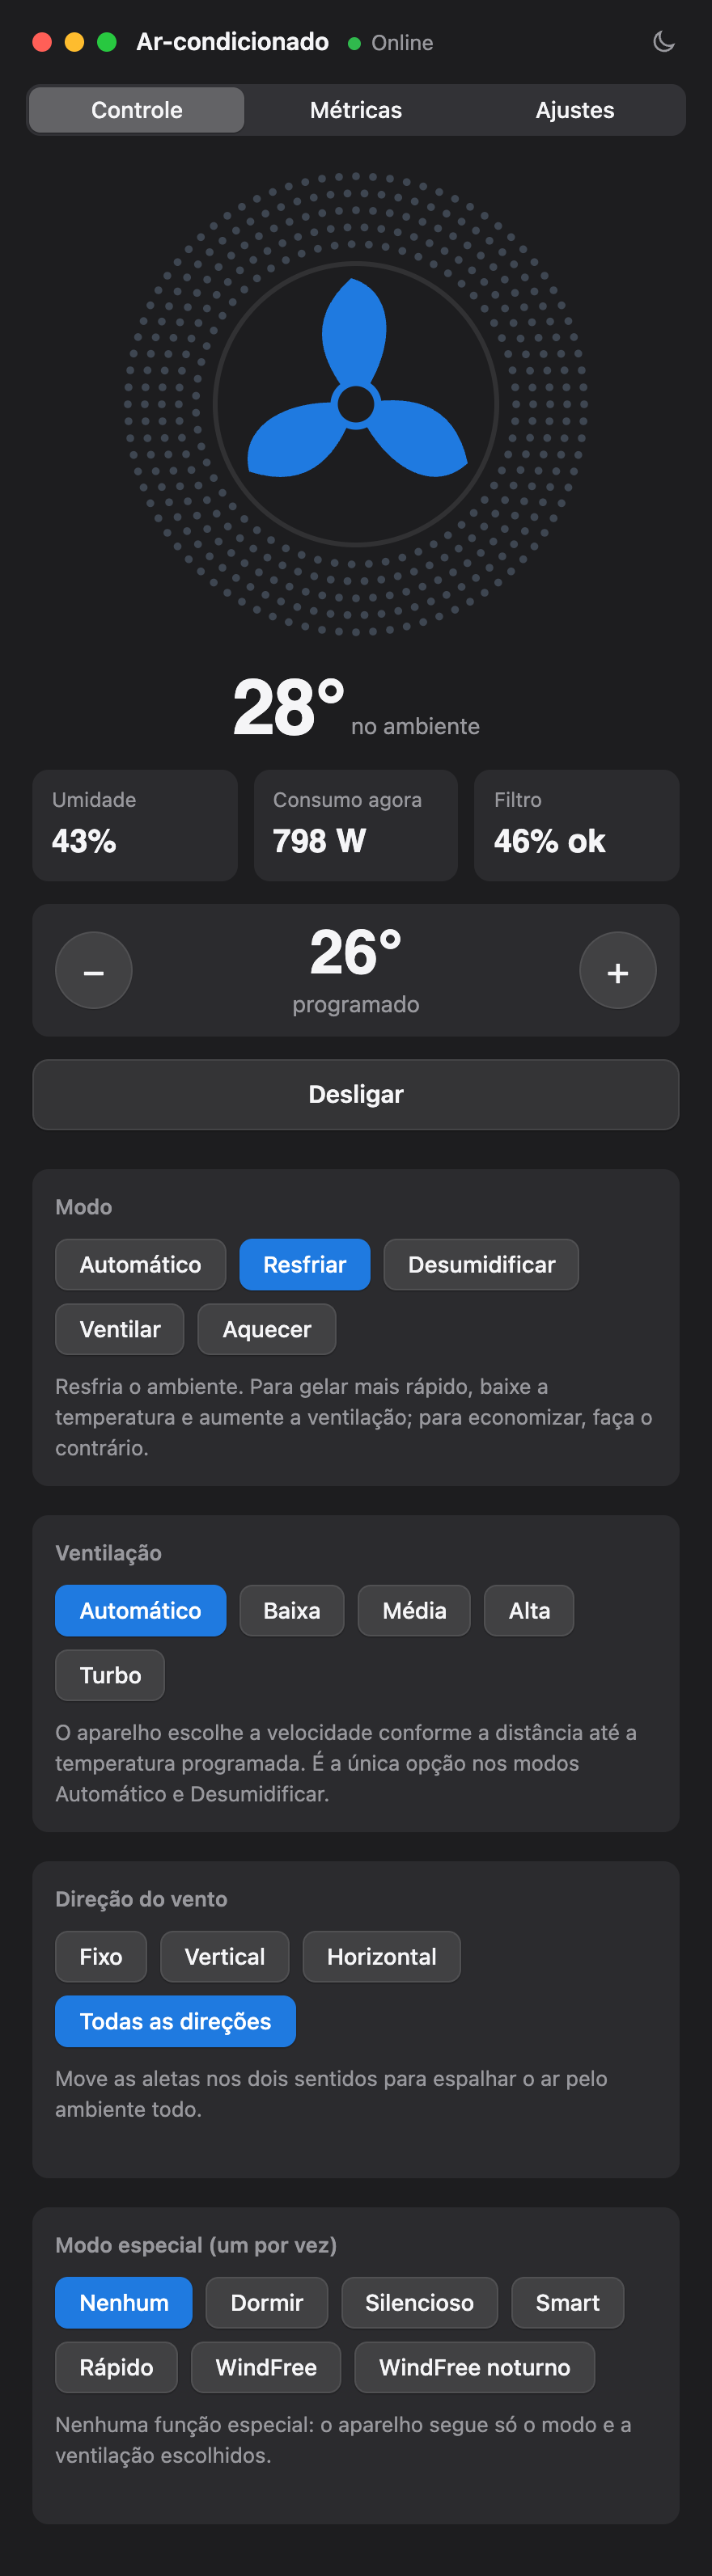 Ar-condicionado Online
Controle Métricas Ajustes
28° no ambiente
Umidade Consumo agora Filtro
43% 798 W 46% ok
− 26° +
programado
Desligar
Modo
Automático Resfriar Desumidificar
Ventilar Aquecer
Resfria o ambiente. Para gelar mais rápido, baixe a
temperatura e aumente a ventilação; para economizar, faça o
contrário.
Ventilação
Automático Baixa Média Alta
Turbo
O aparelho escolhe a velocidade conforme a distância até a
temperatura programada. É a única opção nos modos
Automático e Desumidificar.
Direção do vento
Fixo Vertical Horizontal
Todas as direções
Move as aletas nos dois sentidos para espalhar o ar pelo
ambiente todo.
Modo especial (um por vez)
Nenhum Dormir Silencioso Smart
Rápido WindFree WindFree noturno
Nenhuma função especial: o aparelho segue só o modo e a
ventilação escolhidos.